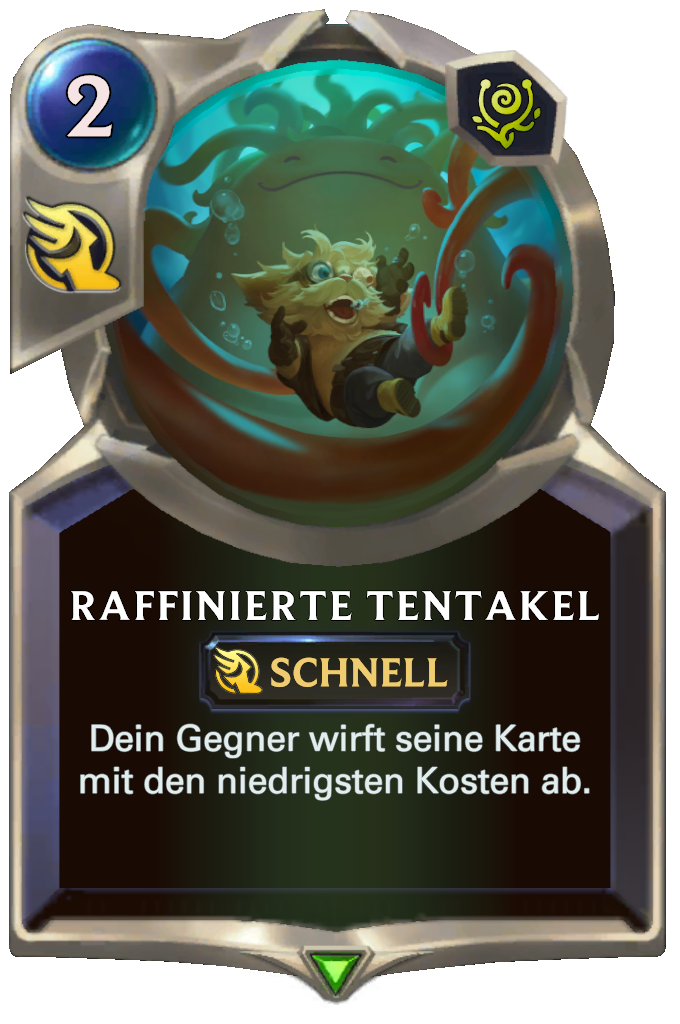 2
RAFFINIERTE TENTAKEL
SCHNELL
Dein Gegner wirft seine Karte
mit den niedrigsten Kosten ab.